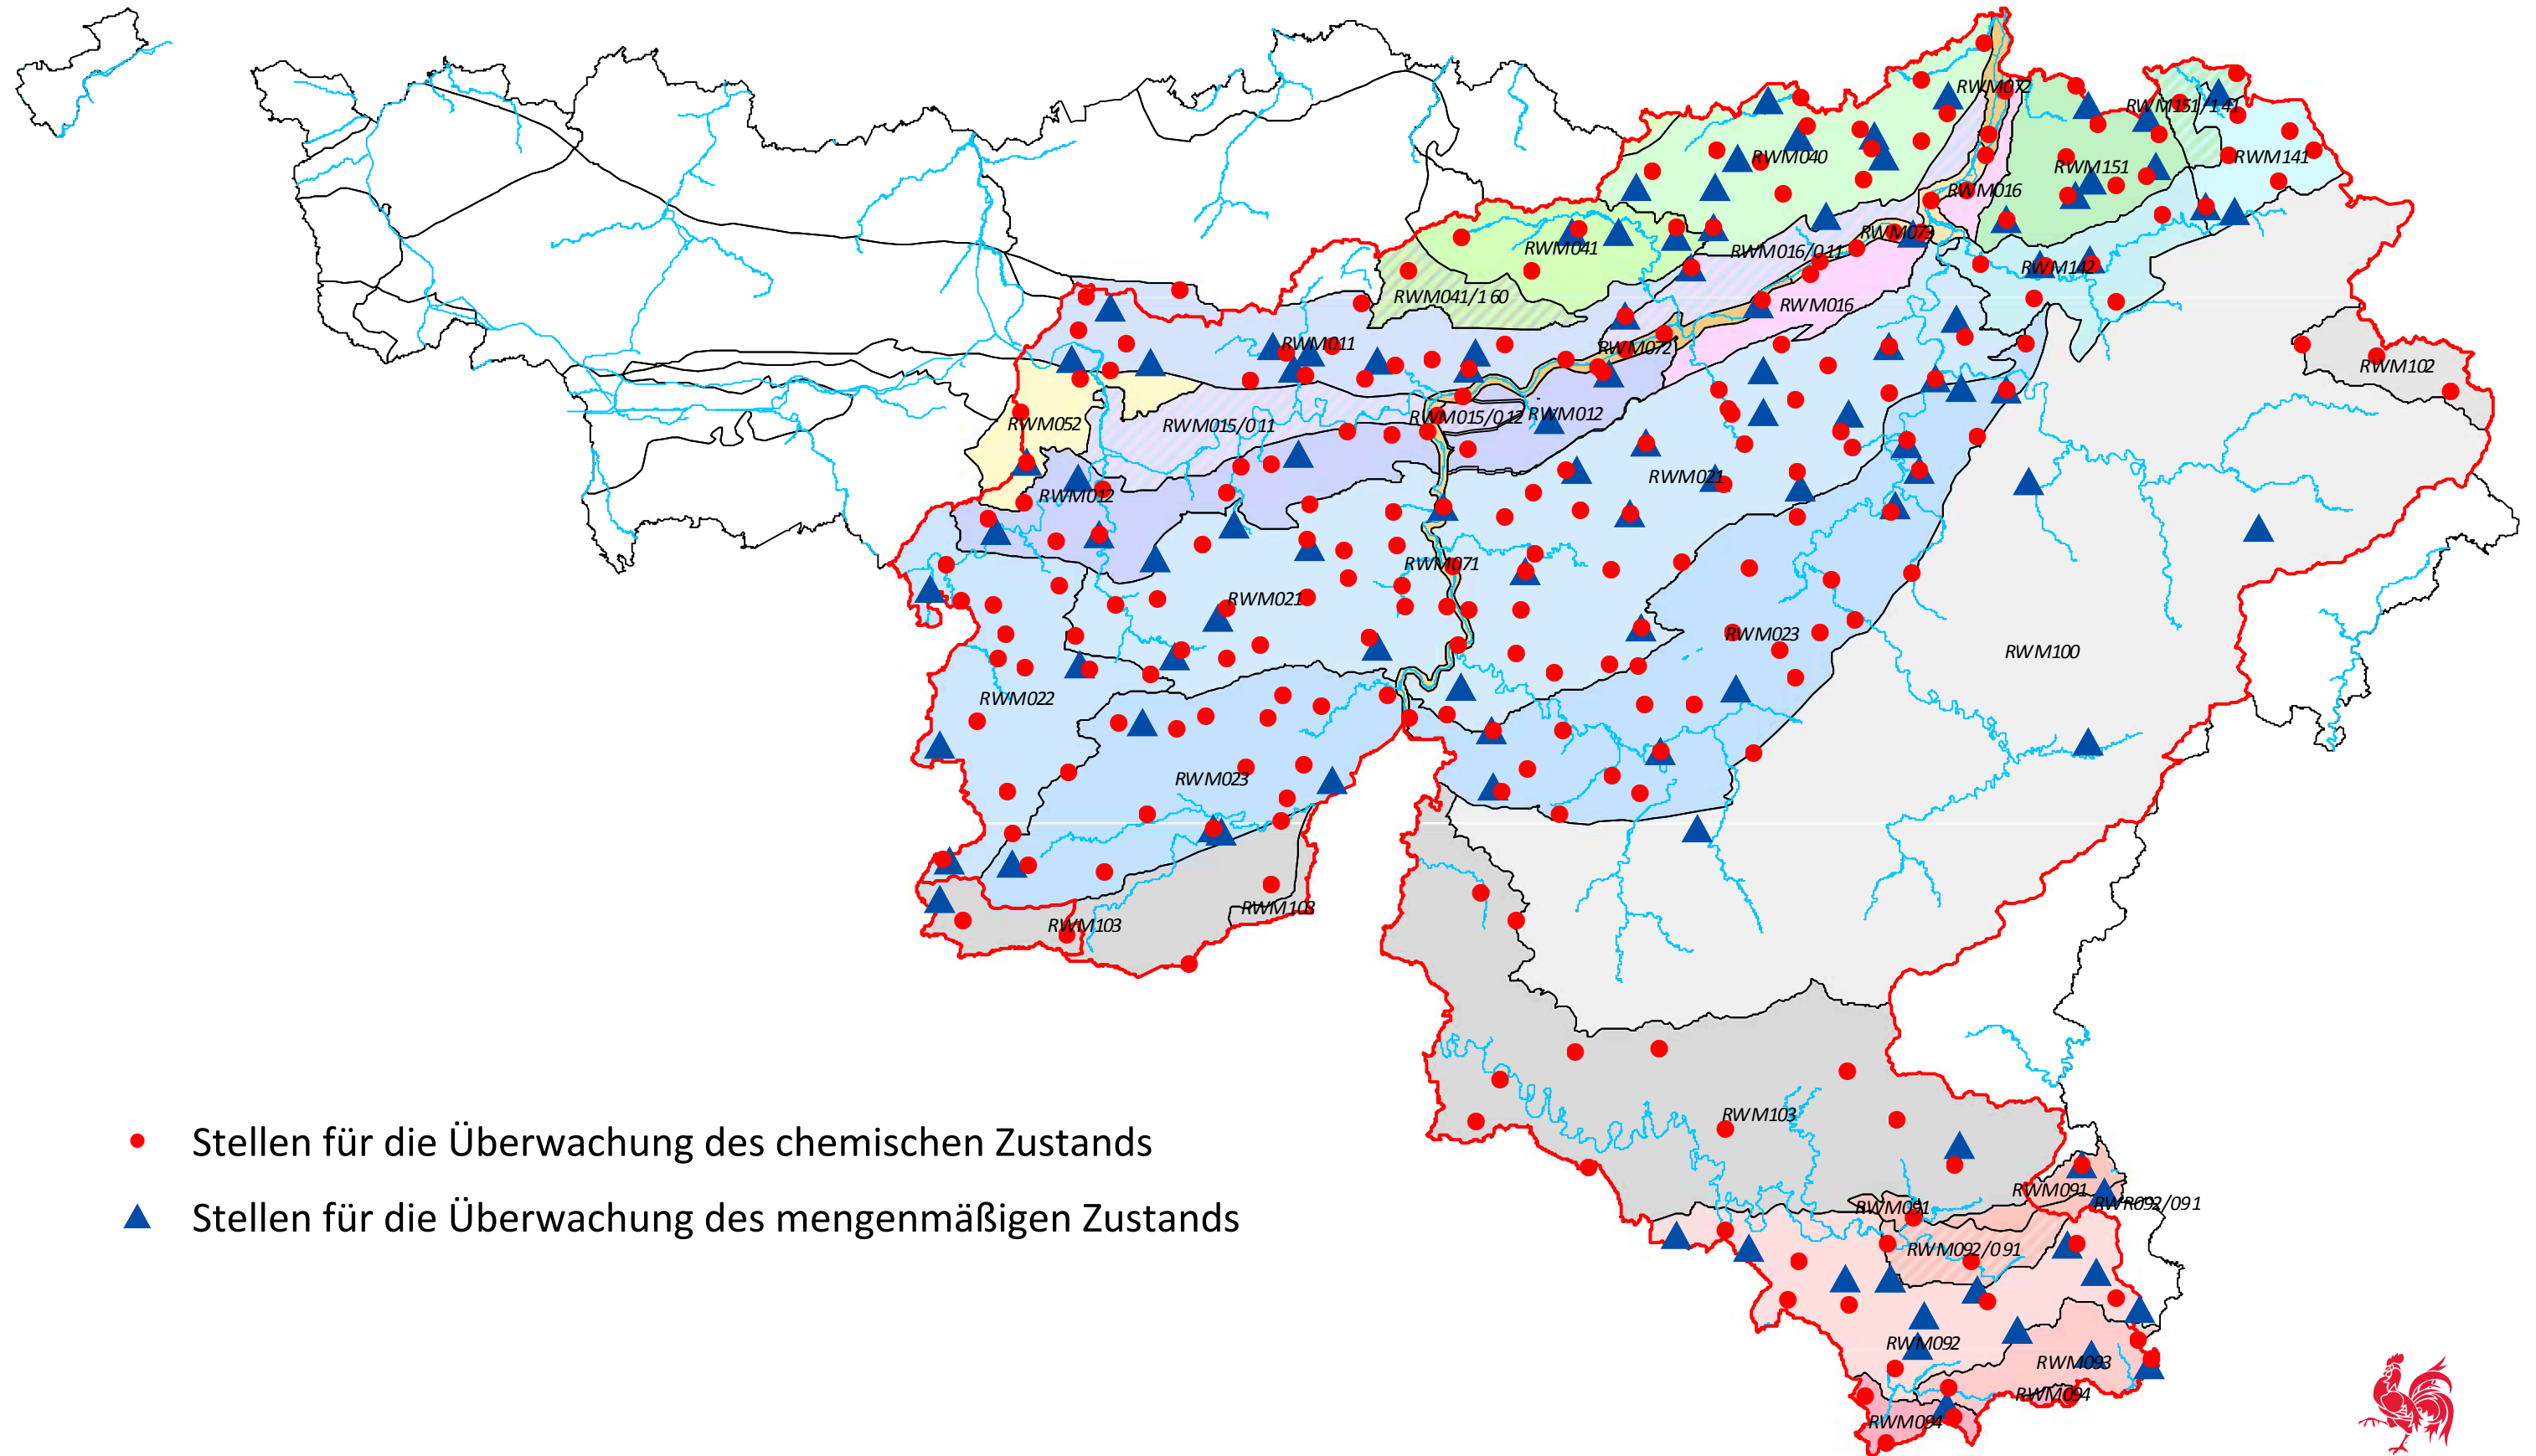 RWM072
RWM151/141
RWM040
RWM141
RWM151
RWM016
RWM073
RWM041
RWM016/011
RWM142
RWM041/160
RWM016
RWM011
RWM072
RWM102
RWM052
RWM015/011
RWM015/012
RWM012
RWM021
RWM012
RWM071
RWM021
RWM023
RWM100
RWM022
RWM023
RWM103
RWM103
RWM103
Stellen für die Überwachung des chemischen Zustands
Stellen für die Überwachung des mengenmäßigen Zustands
RWM091
RWR092/091
RWM091
RWM092/091
RWM092
RWM093
RWM094
RWM094